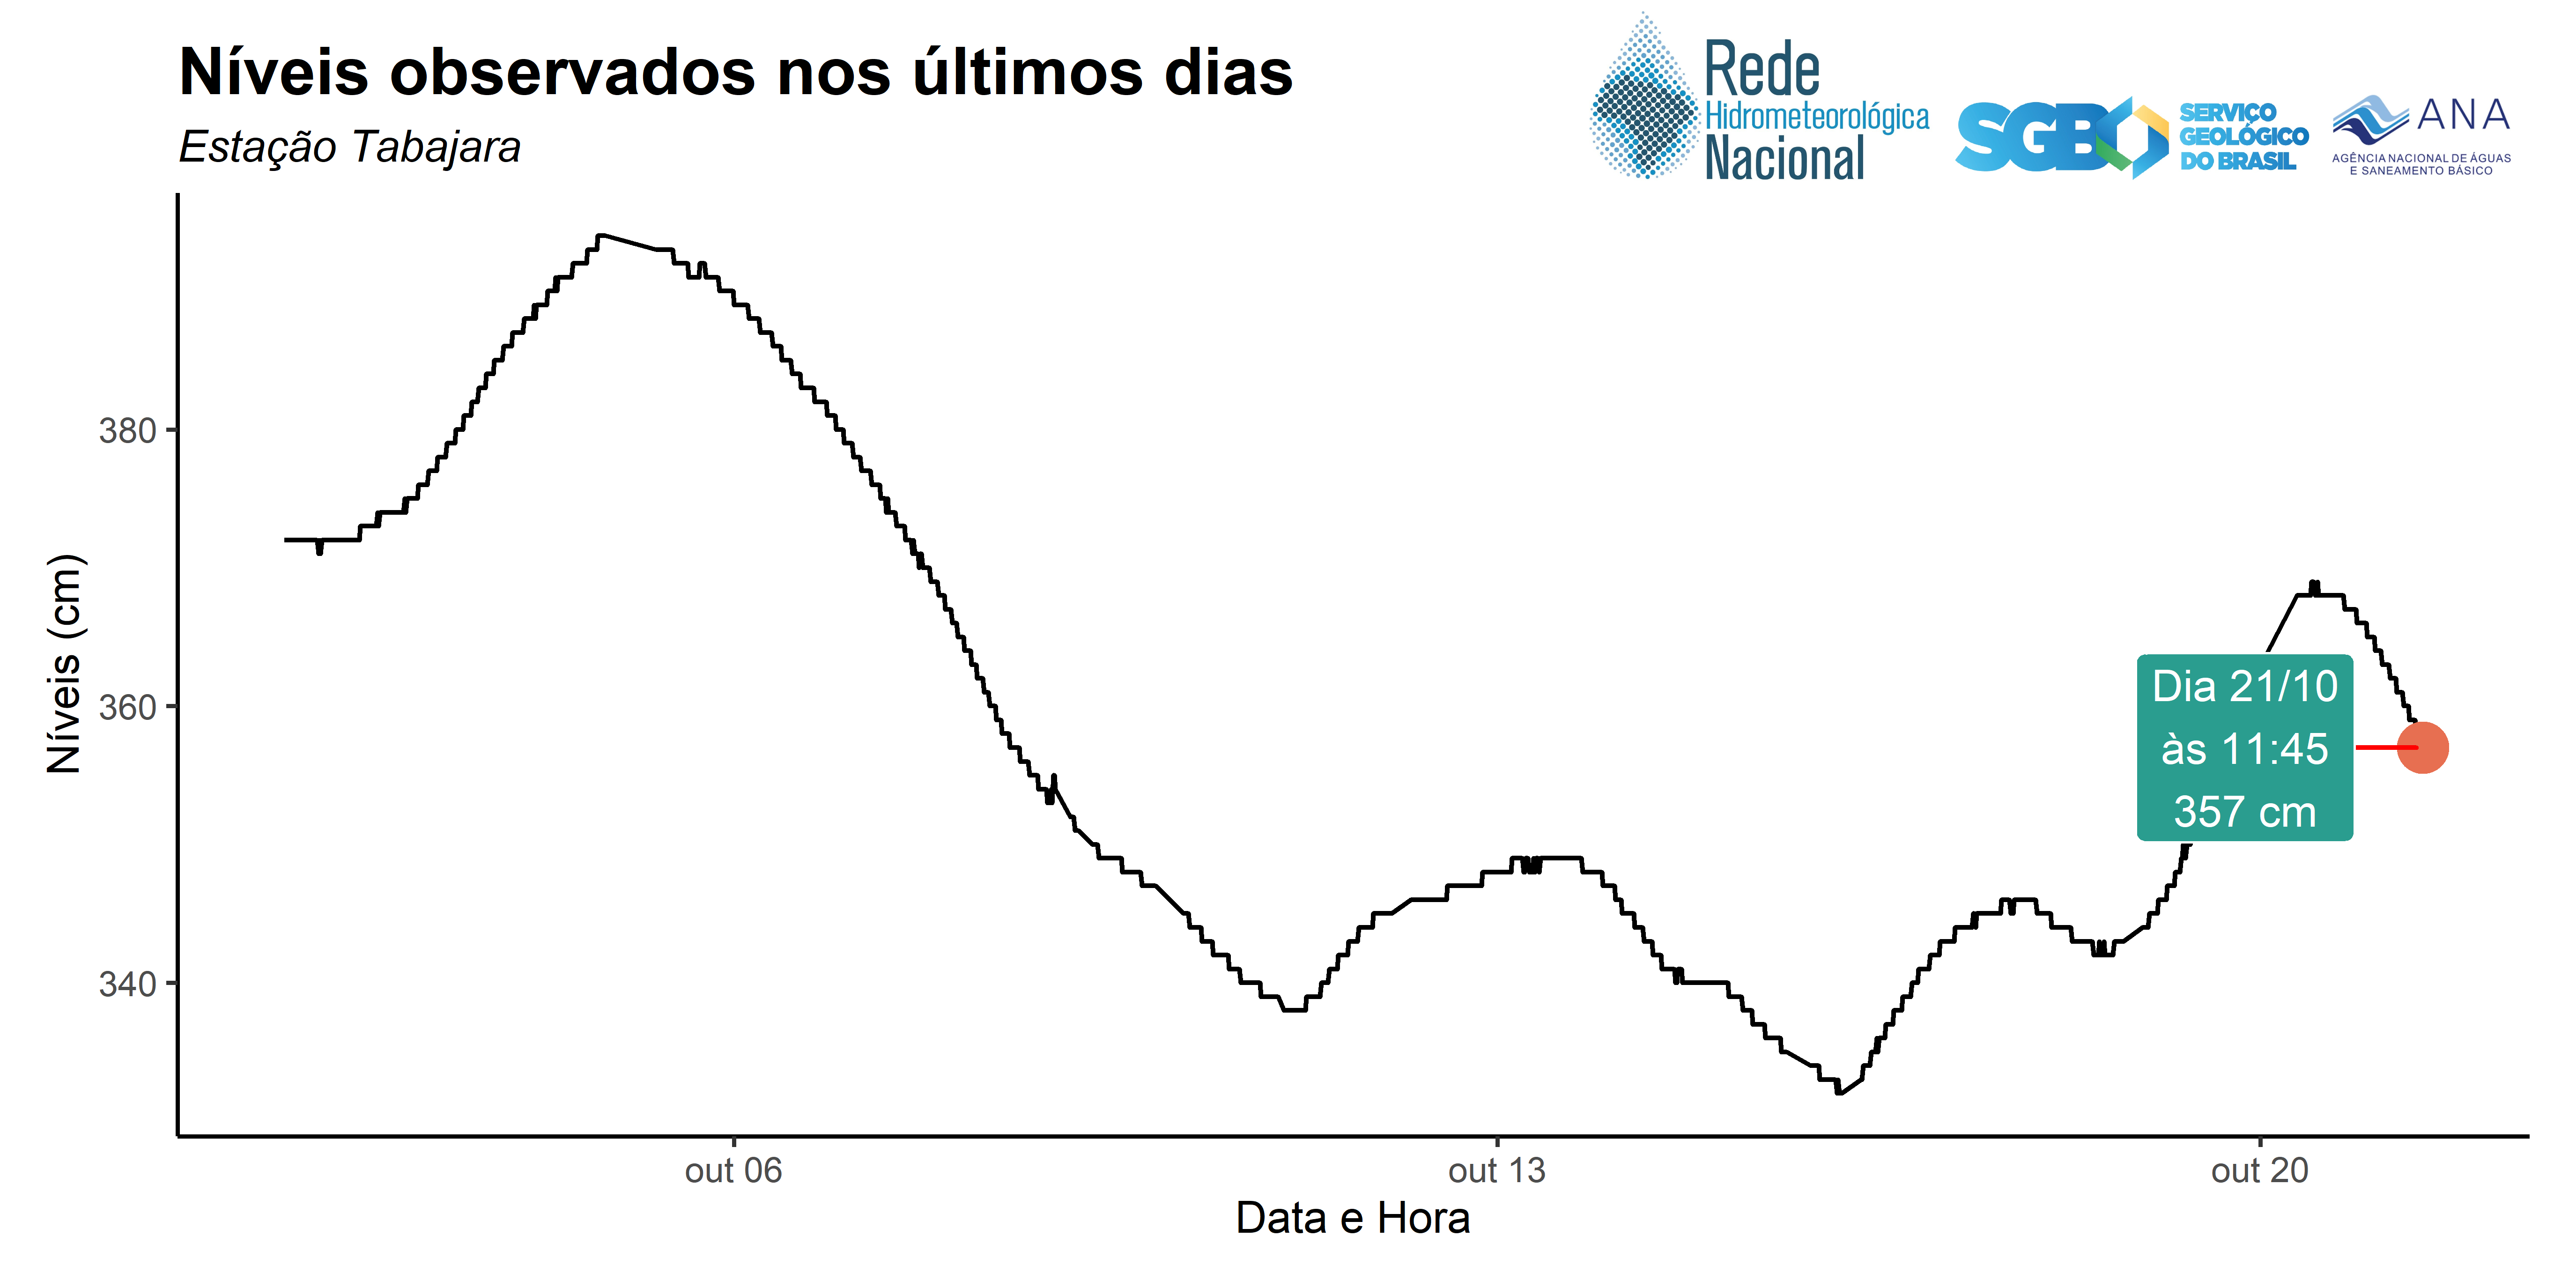 Níveis observados nos últimos dias
Estação Tabajara
Rede
Hidrometeorológica
Nacional
SGB
SERVIÇO
GEOLÓGICO
DO BRASIL
ANA
AGÊNCIA NACIONAL DE ÁGUAS
E SANEAMENTO BÁSICO
Níveis (cm)
380
360
340
Dia 21/10
às 11:45
357 cm
out 06
out 13
out 20
Data e Hora